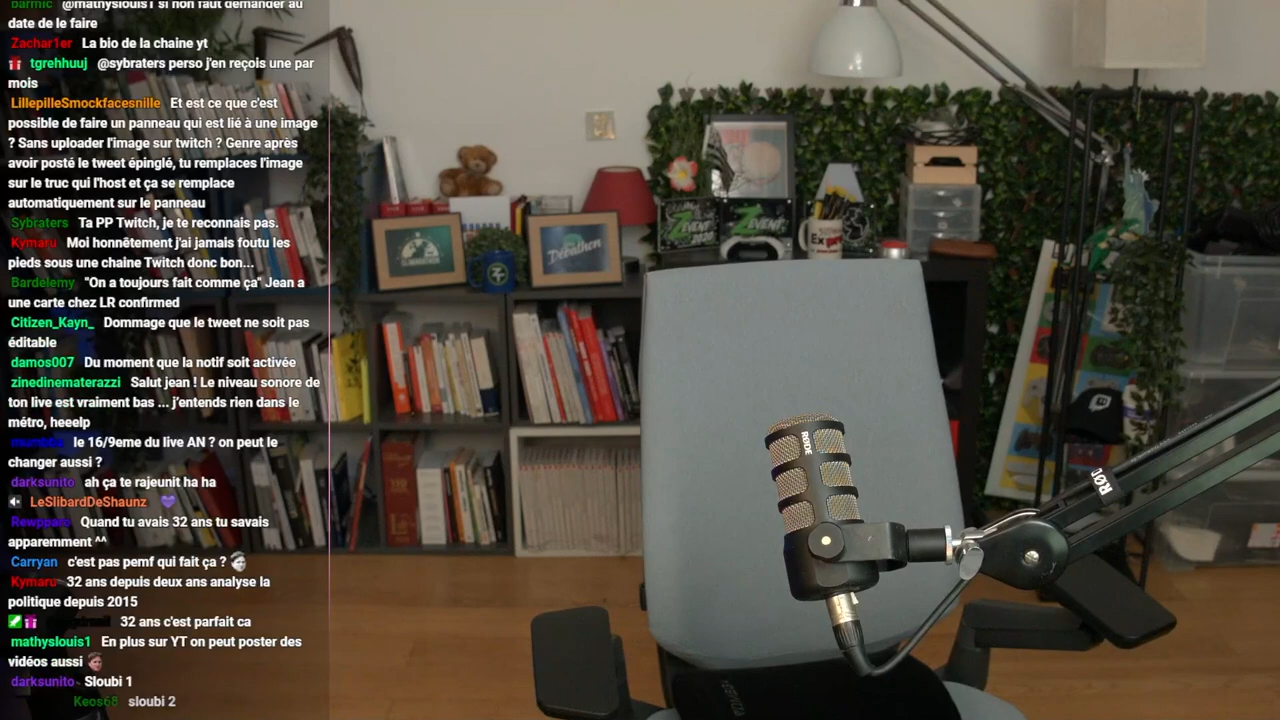 barmic @mathyslouis1 si non faut demander au
date de le faire
Zachar1er La bio de la chaine yt
tgrehhuuj @sybraters perso j'en reçois une par
mois
LillepilleSmockfacesnille Et est ce que c'est
possible de faire un panneau qui est lié à une image
? Sans uploader l'image sur twitch ? Genre après
avoir posté le tweet épinglé, tu remplaces l'image
sur le truc qui l'host et ça se remplace
automatiquement sur le panneau
Sybraters Ta PP Twitch, je te reconnais pas.
Kymaru Moi honnêtement j'ai jamais foutu les
pieds sous une chaine Twitch donc bon...
Bardelemy "On a toujours fait comme ça" Jean a
une carte chez LR confirmed
Citizen_Kayn_ Dommage que le tweet ne soit pas
éditable
damos007 Du moment que la notif soit activée
zinedinematerazzi Salut jean ! Le niveau sonore de
ton live est vraiment bas ... j'entends rien dans le
métro, heeelp
le 16/9eme du live AN ? on peut le
changer aussi ?
darksunito ah ça te rajeunit ha ha
LeSlibardDeShaunz
Rewpparo Quand tu avais 32 ans tu savais
apparemment ^^
Carryan c'est pas pemf qui fait ça ?
Kymaru 32 ans depuis deux ans analyse la
politique depuis 2015
32 ans c'est parfait ca
mathyslouis1 En plus sur YT on peut poster des
vidéos aussi
darksunito Sloubi 1
Keos68 sloubi 2
Débathon
ZEVENT
ZEVENT
RØDE
RØDE